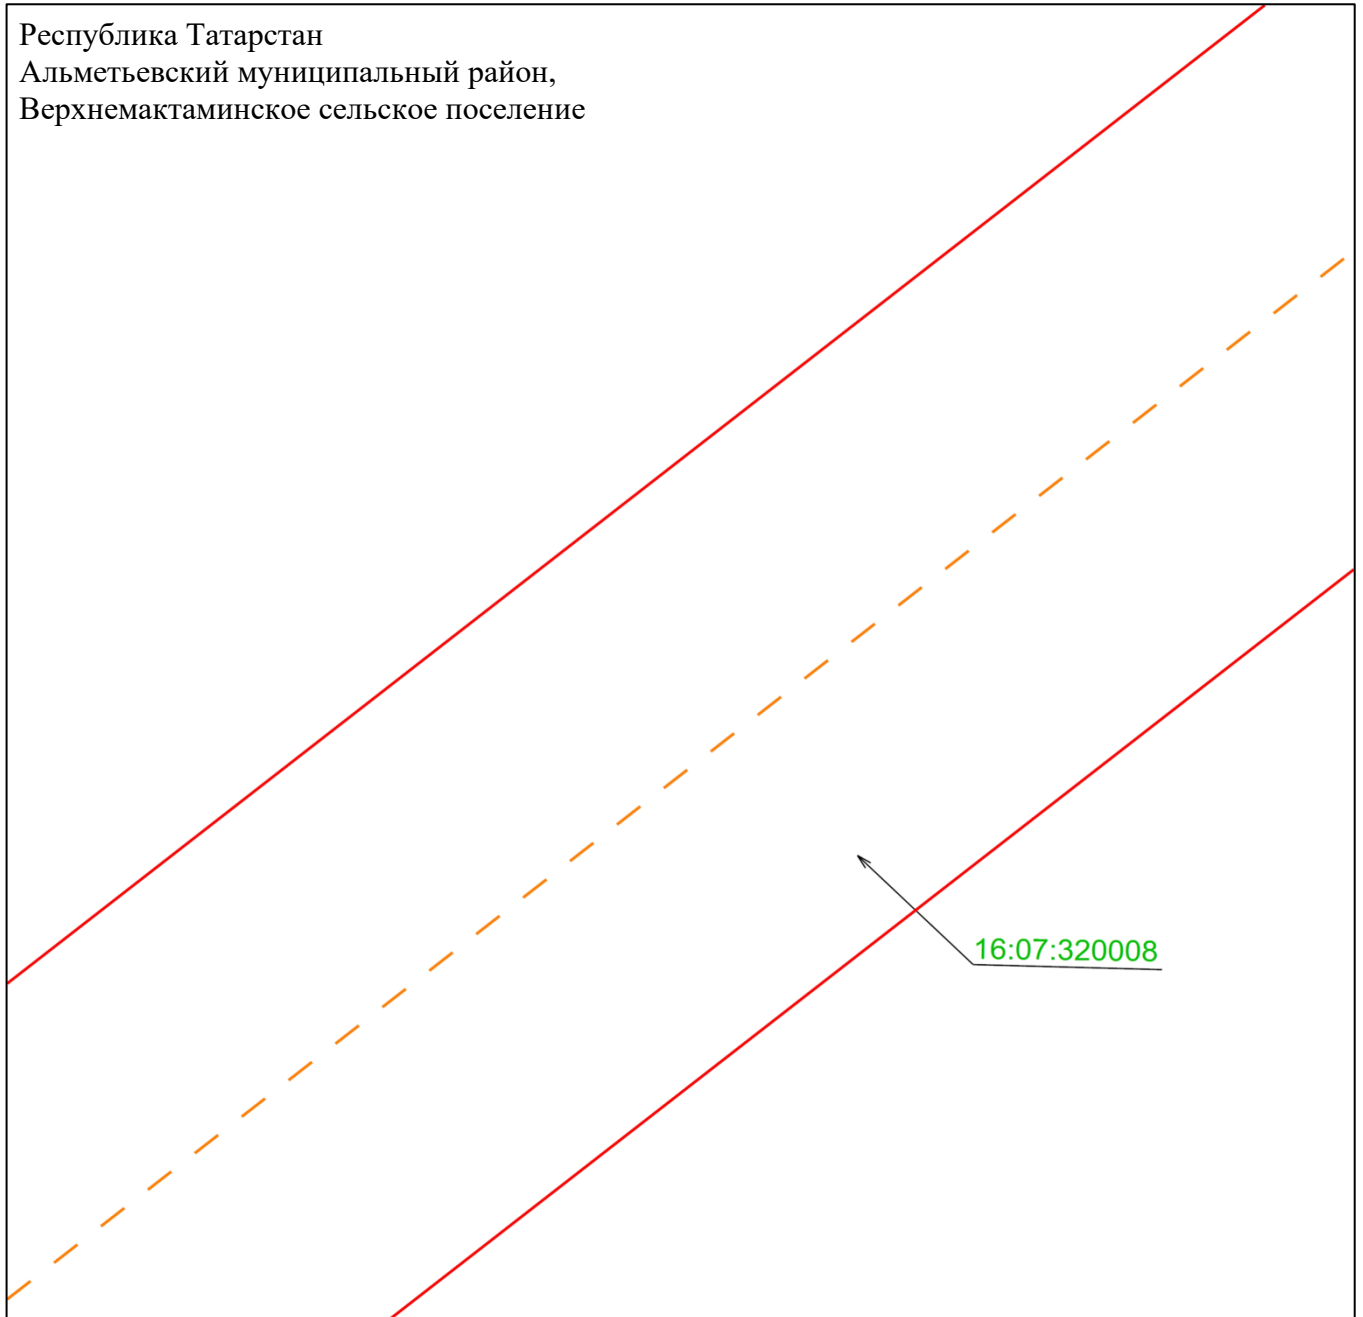 Республика Татарстан
Альметьевский муниципальный район,
Верхнемактаминское сельское поселение
16:07:320008